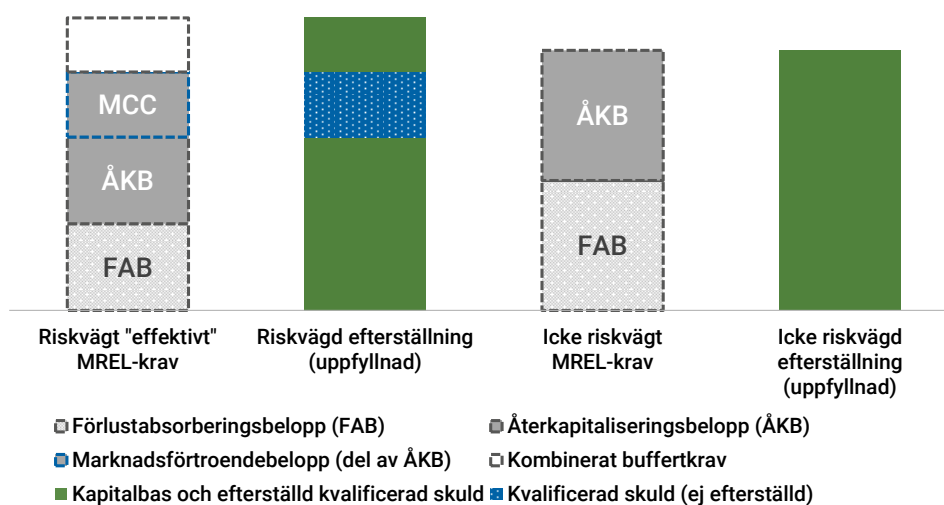 MCC
ÅKB
FAB
ÅKB
FAB
Riskvägt "effektivt"
MREL-krav
Riskvägd efterställning
(uppfyllnad)
Icke riskvägt
MREL-krav
Icke riskvägd
efterställning
(uppfyllnad)
Förlustabsorberingsbelopp (FAB)
Återkapitaliseringsbelopp (ÅKB)
Marknadsförtroendebelopp (del av ÅKB)
Kombinerat buffertkrav
Kapitalbas och efterställd kvalificerad skuld
Kvalificerad skuld (ej efterställd)